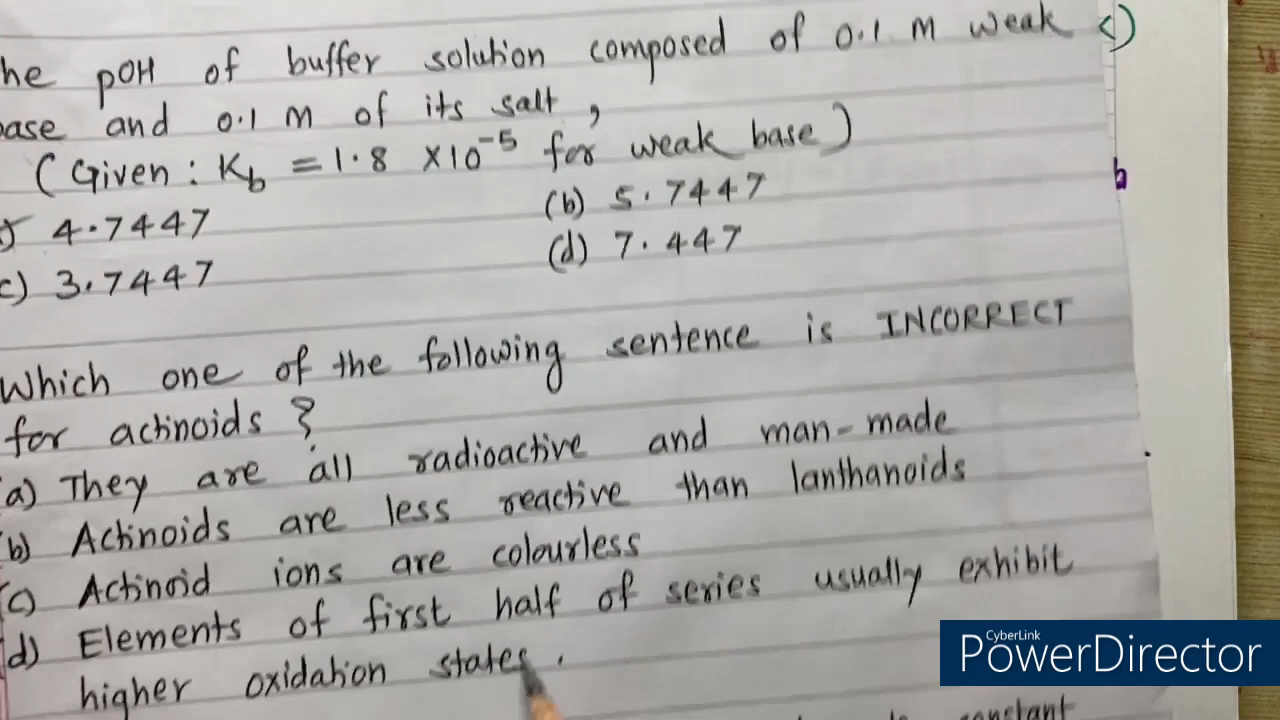 he pOH of buffer solution composed of 0.1 M weak
ase and 0.1 M of its salt,
(Given: Kb = 1.8 × 10⁻⁵ for weak base)
4.7447 (b) 5.7447
c) 3.7447 (d) 7.447
Which one of the following sentence is INCORRECT
for actinoids ?
a) They are all radioactive and man-made
b) Actinoids are less reactive than lanthanoids
c) Actinoid ions are colourless
d) Elements of first half of series usually exhibit
higher oxidation states.
constant
CyberLink
PowerDirector